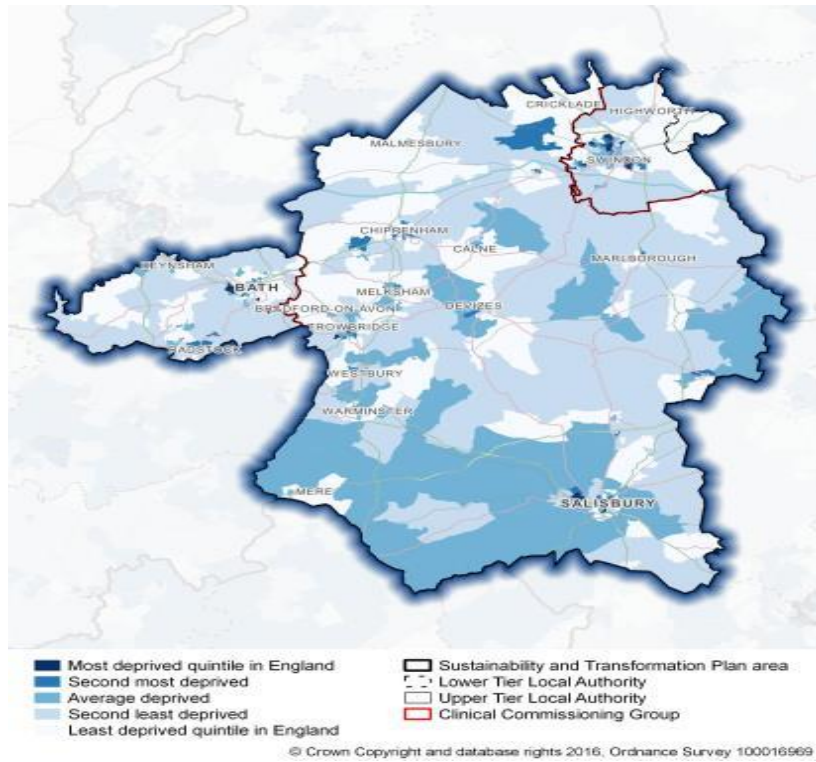 CRICKLADE
HIGHWORTH
MALMESBURY
SWINDON
CHIPPENHAM
CALNE
MARLBOROUGH
KEYNSHAM
BATH
MELKSHAM
BRADFORD-ON-AVON
DEVIZES
TROWBRIDGE
RADSTOCK
WESTBURY
WARMINSTER
MERE
SALISBURY
Most deprived quintile in England
Second most deprived
Average deprived
Second least deprived
Least deprived quintile in England
Sustainability and Transformation Plan area
Lower Tier Local Authority
Upper Tier Local Authority
Clinical Commissioning Group
© Crown Copyright and database rights 2016, Ordnance Survey 100016969